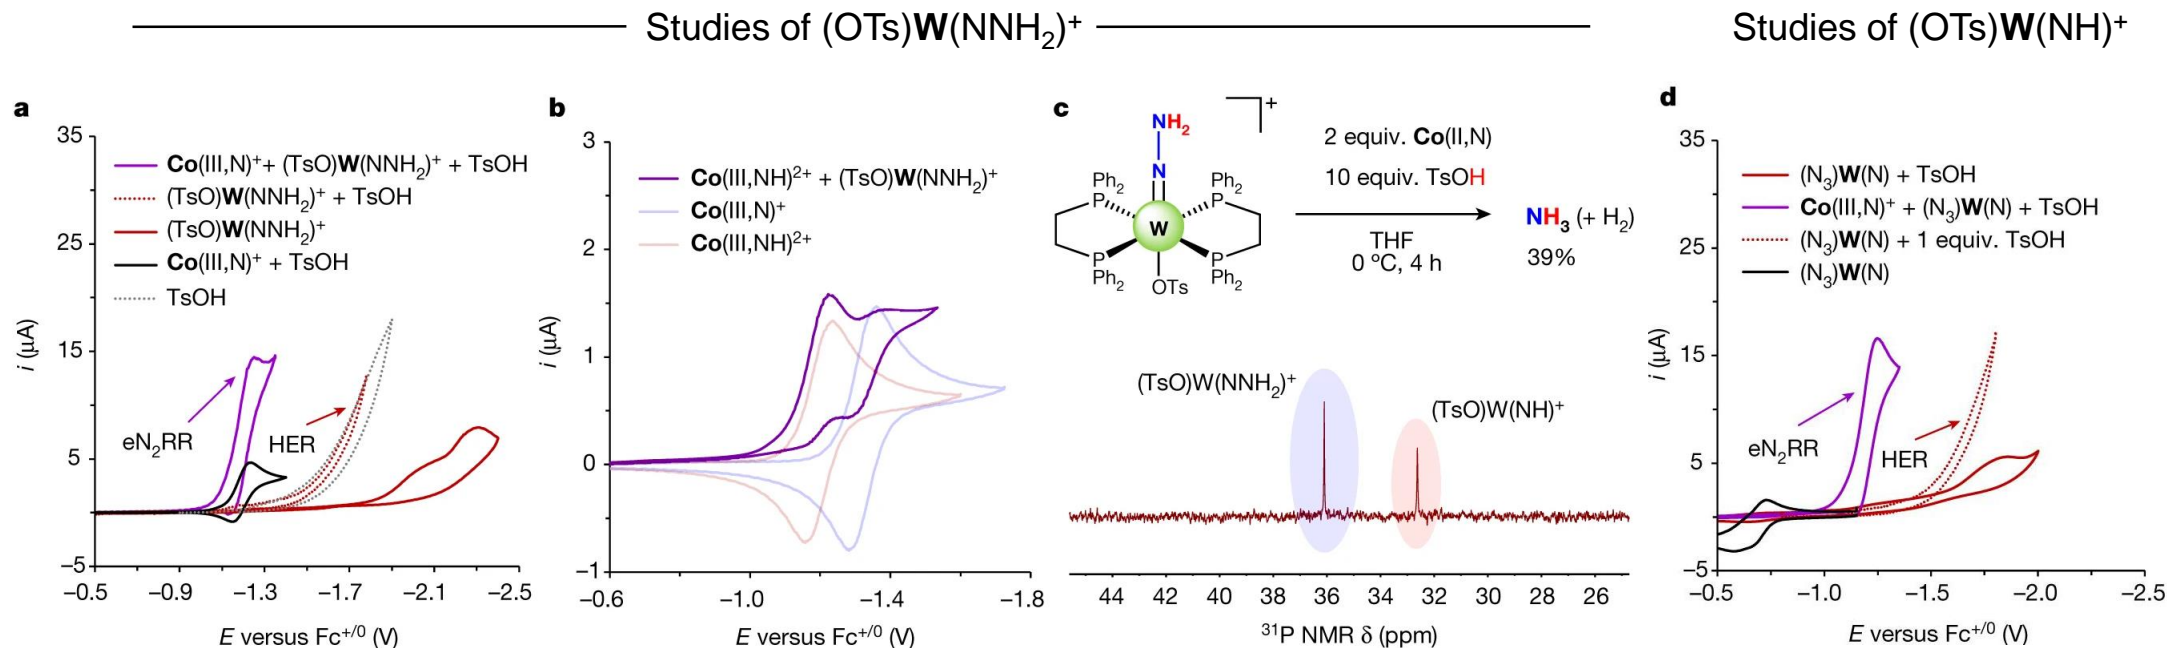 Studies of (OTs)W(NNH₂)⁺
Studies of (OTs)W(NH)⁺
a
35
25
15
5
−5
i (µA)
Co(III,N)⁺+ (TsO)W(NNH₂)⁺ + TsOH
(TsO)W(NNH₂)⁺ + TsOH
(TsO)W(NNH₂)⁺
Co(III,N)⁺ + TsOH
TsOH
eN₂RR
HER
−0.5 −0.9 −1.3 −1.7 −2.1 −2.5
E versus Fc⁺/⁰ (V)
b
3
2
1
0
−1
i (µA)
Co(III,NH)²⁺ + (TsO)W(NNH₂)⁺
Co(III,N)⁺
Co(III,NH)²⁺
−0.6 −1.0 −1.4 −1.8
E versus Fc⁺/⁰ (V)
c
+
NH₂
N
Ph₂ Ph₂
P P
W
P P
Ph₂ Ph₂
OTs
2 equiv. Co(II,N)
10 equiv. TsOH
THF
0 ºC, 4 h
NH₃ (+ H₂)
39%
(TsO)W(NNH₂)⁺
(TsO)W(NH)⁺
44 42 40 38 36 34 32 30 28 26
³¹P NMR δ (ppm)
d
35
25
15
5
−5
i (µA)
(N₃)W(N) + TsOH
Co(III,N)⁺ + (N₃)W(N) + TsOH
(N₃)W(N) + 1 equiv. TsOH
(N₃)W(N)
eN₂RR
HER
−0.5 −1.0 −1.5 −2.0 −2.5
E versus Fc⁺/⁰ (V)